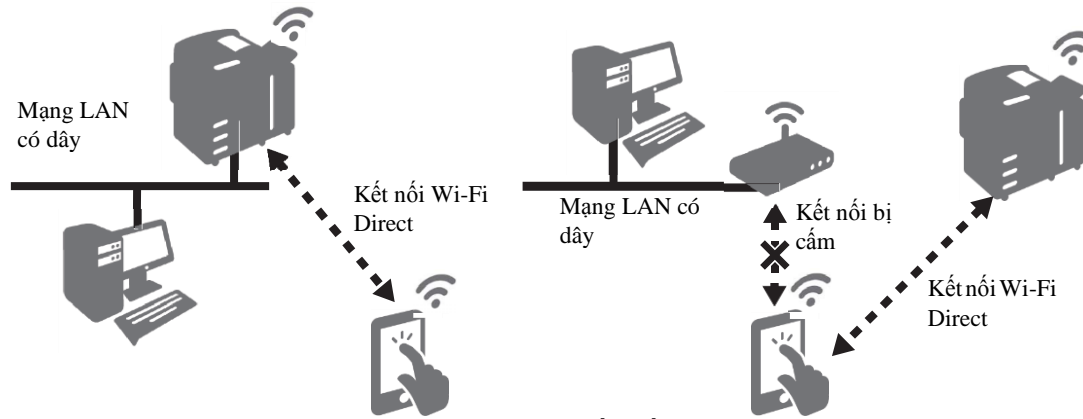 Mạng LAN
có dây
Kết nối Wi-Fi
Direct
Mạng LAN có
dây
Kết nối bị
cấm
Kết nối Wi-Fi
Direct